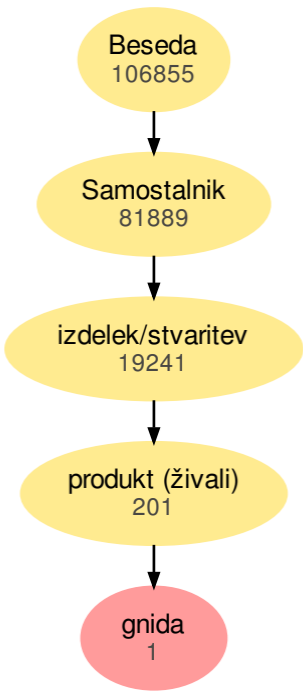 Beseda
106855
Samostalnik
81889
izdelek/stvaritev
19241
produkt (živali)
201
gnida
1